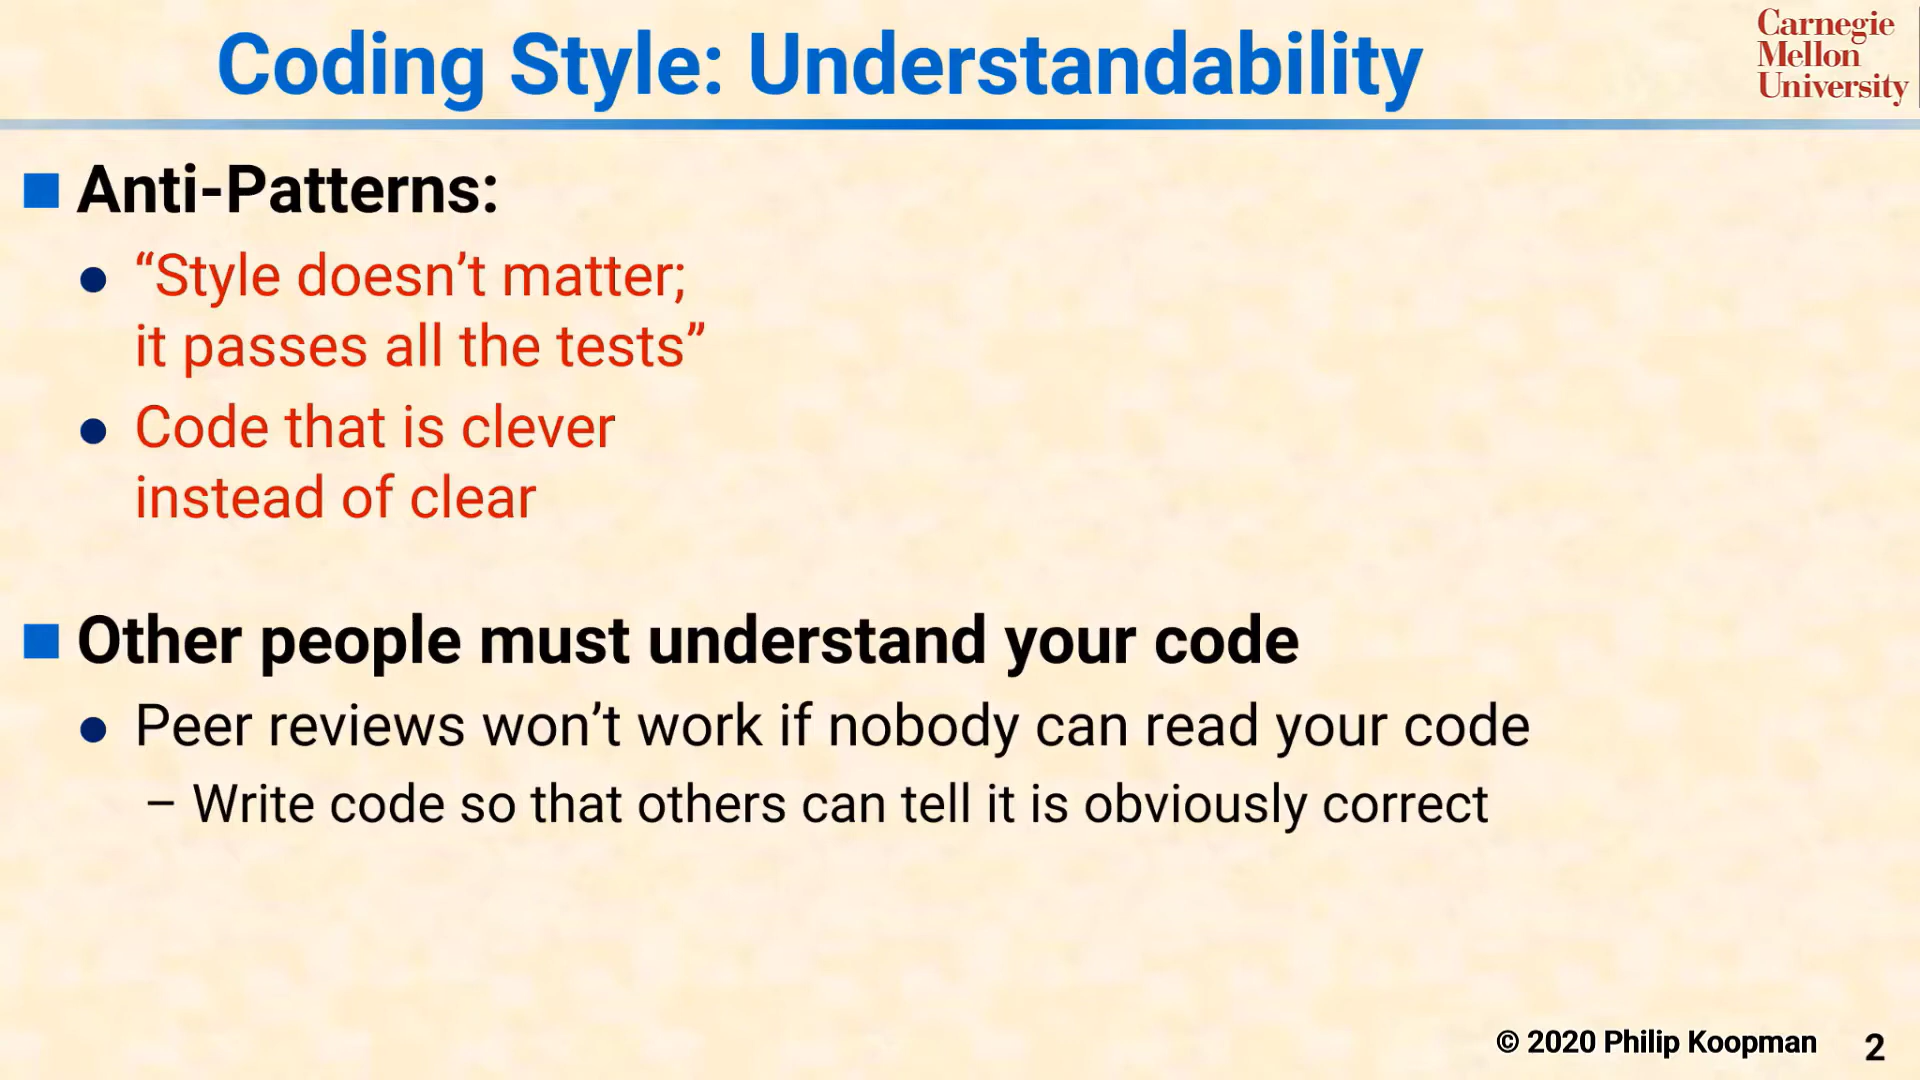 Coding Style: Understandability
Carnegie
Mellon
University
Anti-Patterns:
“Style doesn’t matter;
it passes all the tests”
Code that is clever
instead of clear
Other people must understand your code
Peer reviews won’t work if nobody can read your code
– Write code so that others can tell it is obviously correct
© 2020 Philip Koopman 2